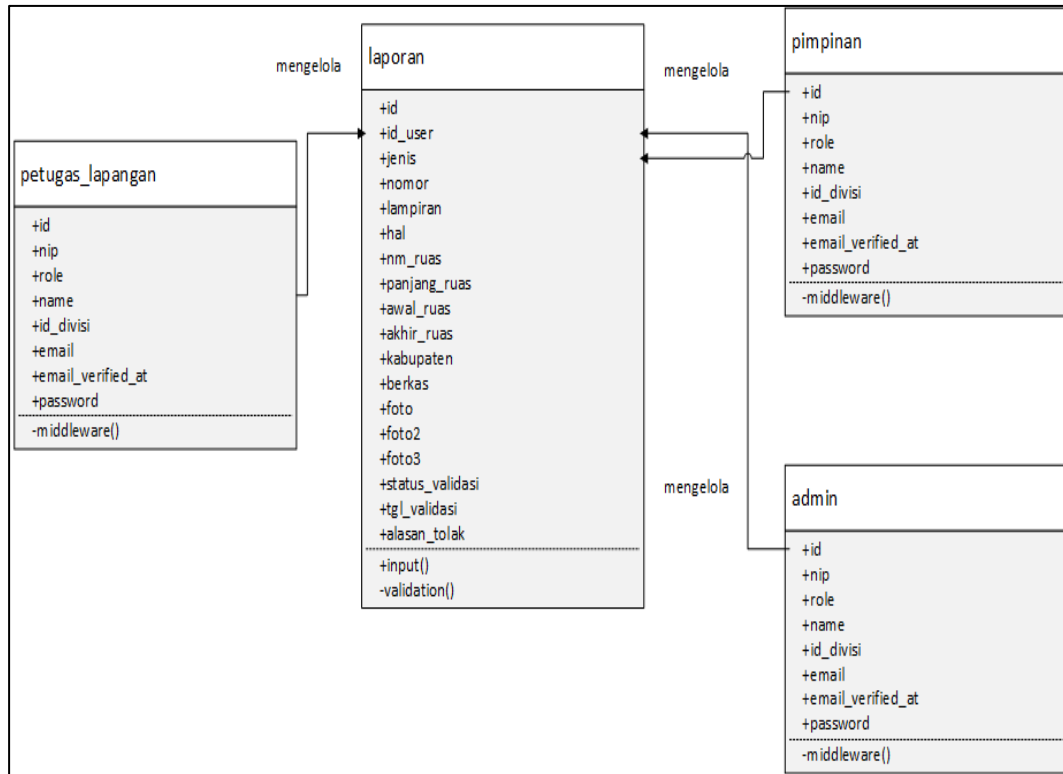 mengelola
laporan
+id
+id_user
+jenis
+nomor
+lampiran
+hal
+nm_ruas
+panjang_ruas
+awal_ruas
+akhir_ruas
+kabupaten
+berkas
+foto
+foto2
+foto3
+status_validasi
+tgl_validasi
+alasan_tolak
+input()
-validation()
petugas_lapangan
+id
+nip
+role
+name
+id_divisi
+email
+email_verified_at
+password
-middleware()
mengelola
pimpinan
+id
+nip
+role
+name
+id_divisi
+email
+email_verified_at
+password
-middleware()
mengelola
admin
+id
+nip
+role
+name
+id_divisi
+email
+email_verified_at
+password
-middleware()